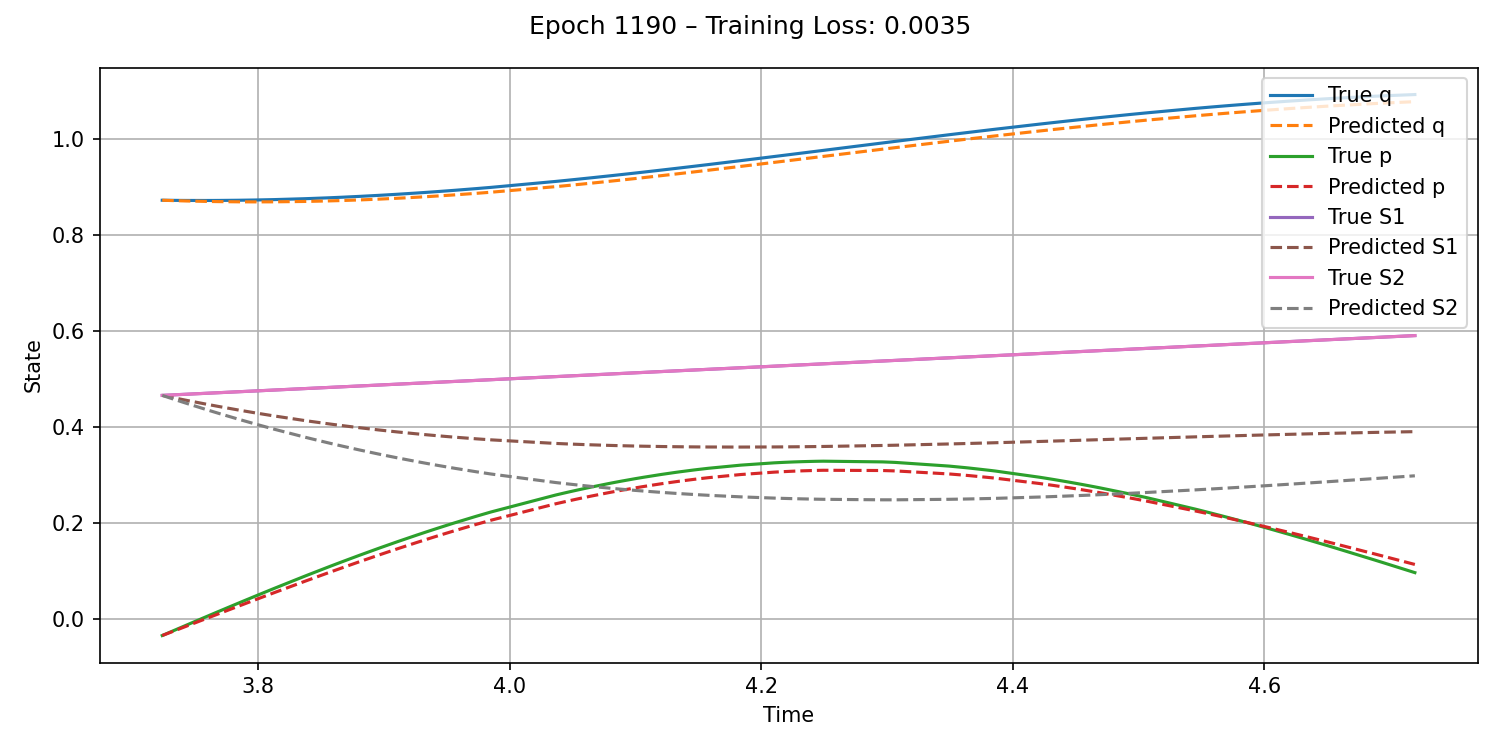 Epoch 1190 – Training Loss: 0.0035
True q
Predicted q
True p
Predicted p
True S1
Predicted S1
True S2
Predicted S2
State
1.0
0.8
0.6
0.4
0.2
0.0
3.8 4.0 4.2 4.4 4.6
Time